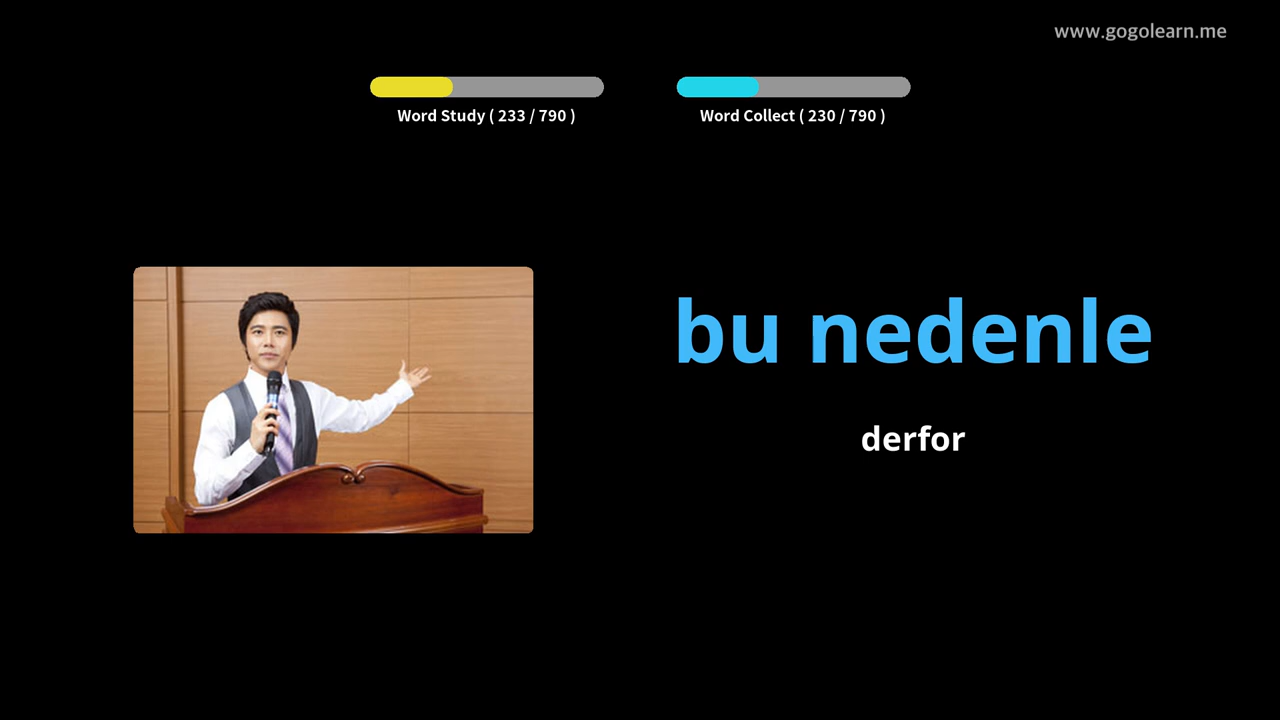 www.gogolearn.me
Word Study ( 233 / 790 )
Word Collect ( 230 / 790 )
bu nedenle
derfor